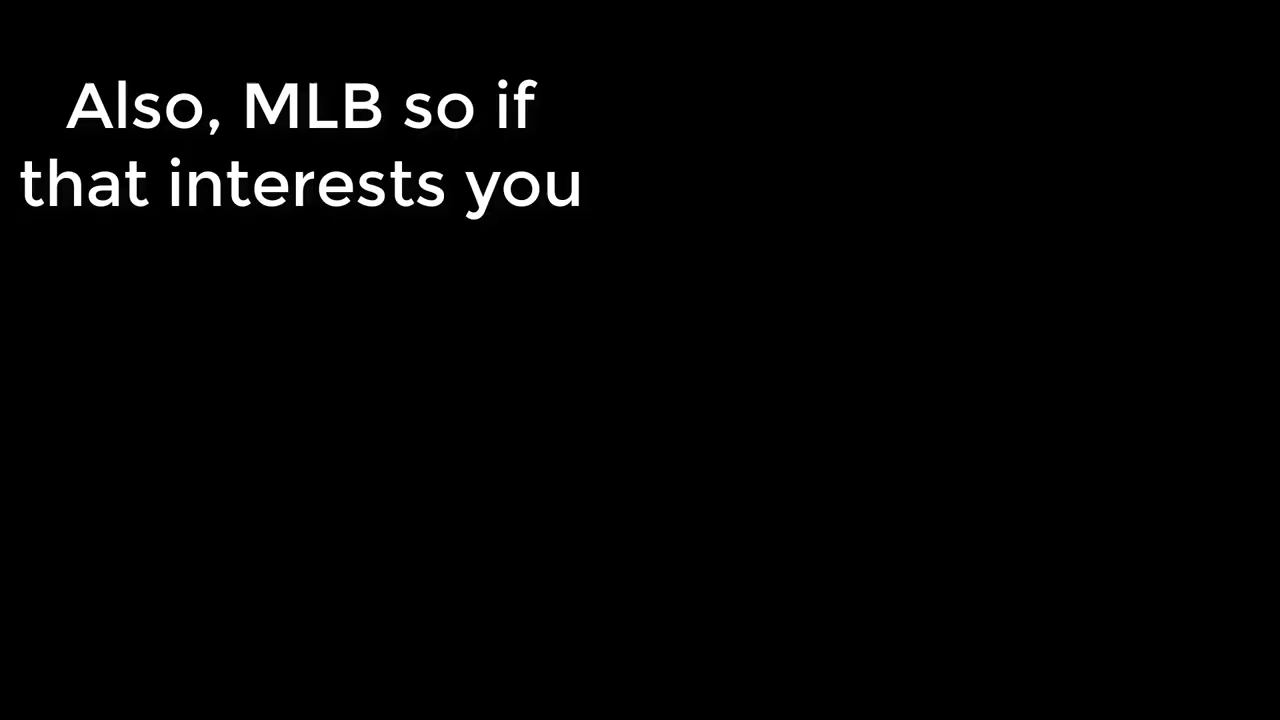 Also, MLB so if
that interests you